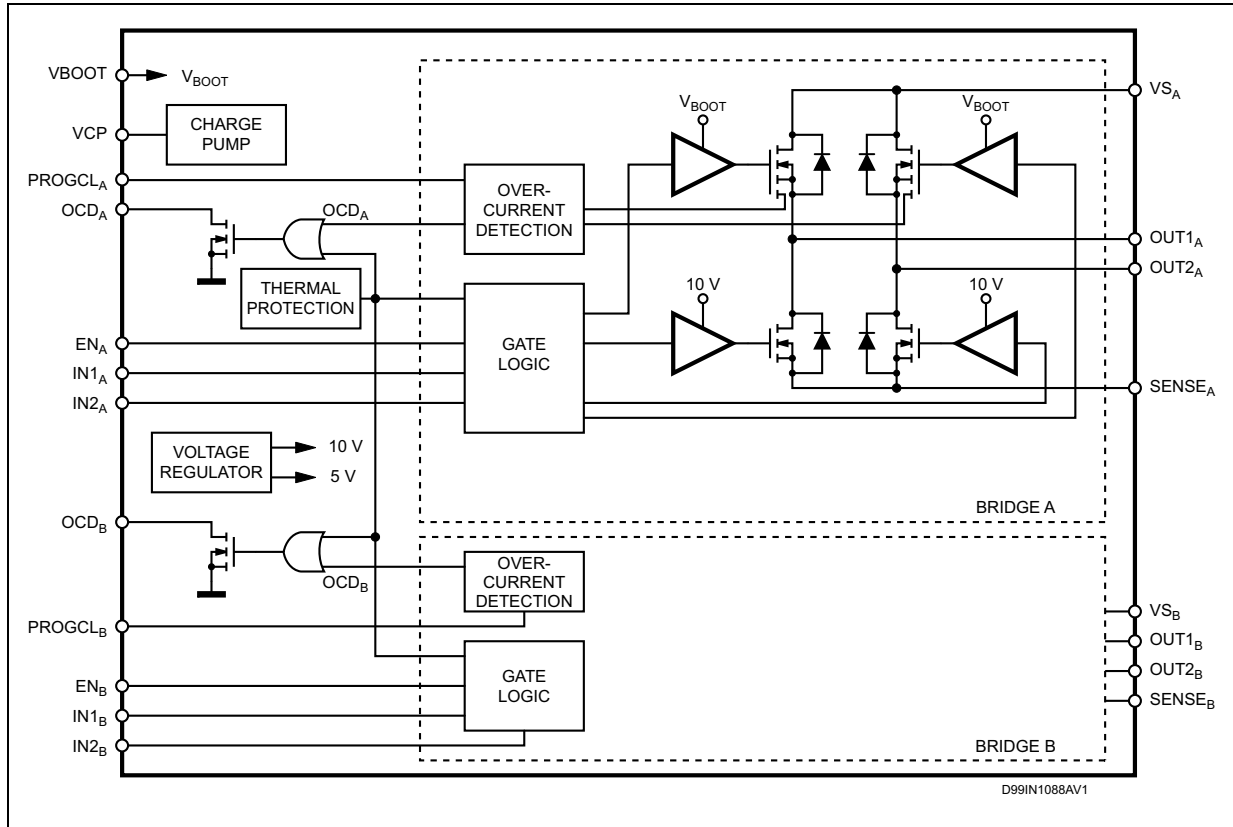 VBOOT
VBOOT
VCP
CHARGE
PUMP
PROGCLA
OCDA
OCDA
OVER-
CURRENT
DETECTION
VBOOT
VBOOT
VSA
OUT1A
OUT2A
THERMAL
PROTECTION
10 V
10 V
ENA
IN1A
IN2A
GATE
LOGIC
SENSEA
VOLTAGE
REGULATOR
10 V
5 V
BRIDGE A
OCDB
OCDB
OVER-
CURRENT
DETECTION
PROGCLB
VSB
OUT1B
OUT2B
SENSEB
ENB
IN1B
IN2B
GATE
LOGIC
BRIDGE B
D99IN1088AV1